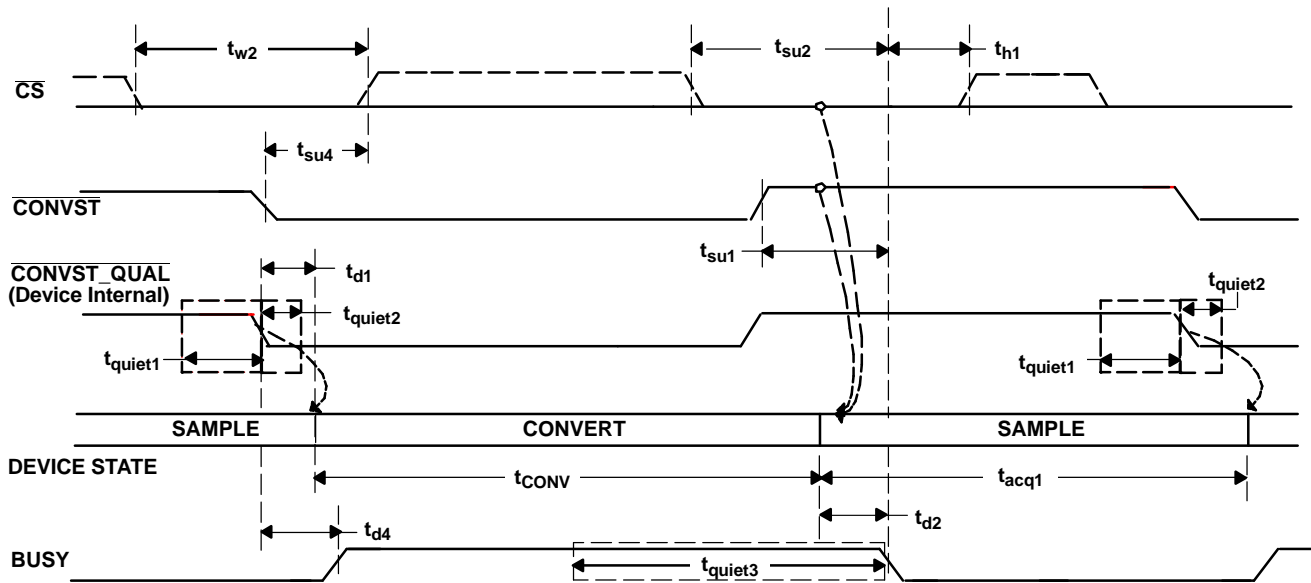 tw2
tsu2
th1
CS
tsu4
CONVST
tsu1
CONVST_QUAL
(Device Internal)
td1
tquiet2
tquiet2
tquiet1
tquiet1
SAMPLE
CONVERT
SAMPLE
DEVICE STATE
tCONV
tacq1
td2
td4
BUSY
tquiet3